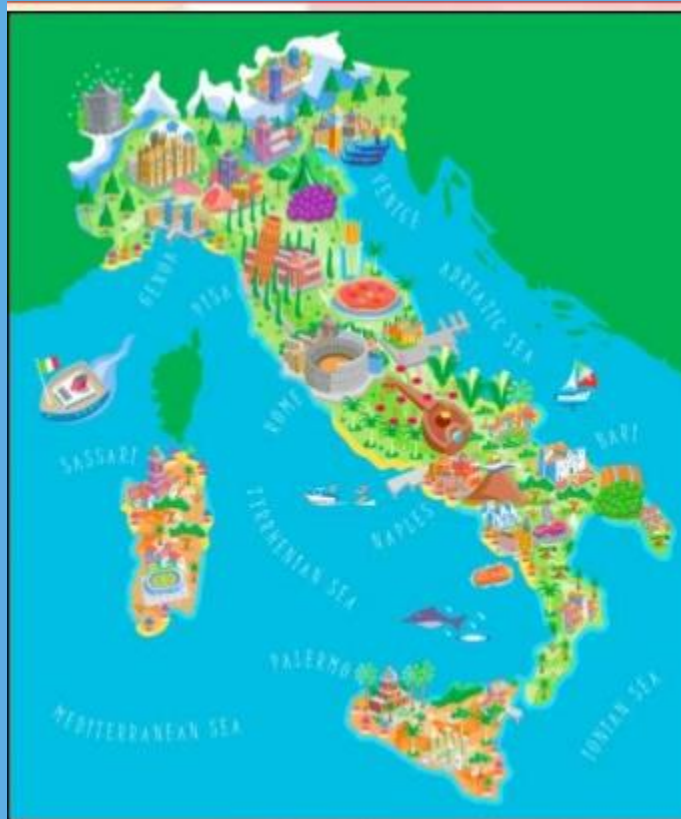 VENICE
GENOA
PISA
ADRIATIC SEA
ROME
BARI
SASSARI
TYRRHENIAN SEA
NAPLES
PALERMO
MEDITERRANEAN SEA
IONIAN SEA